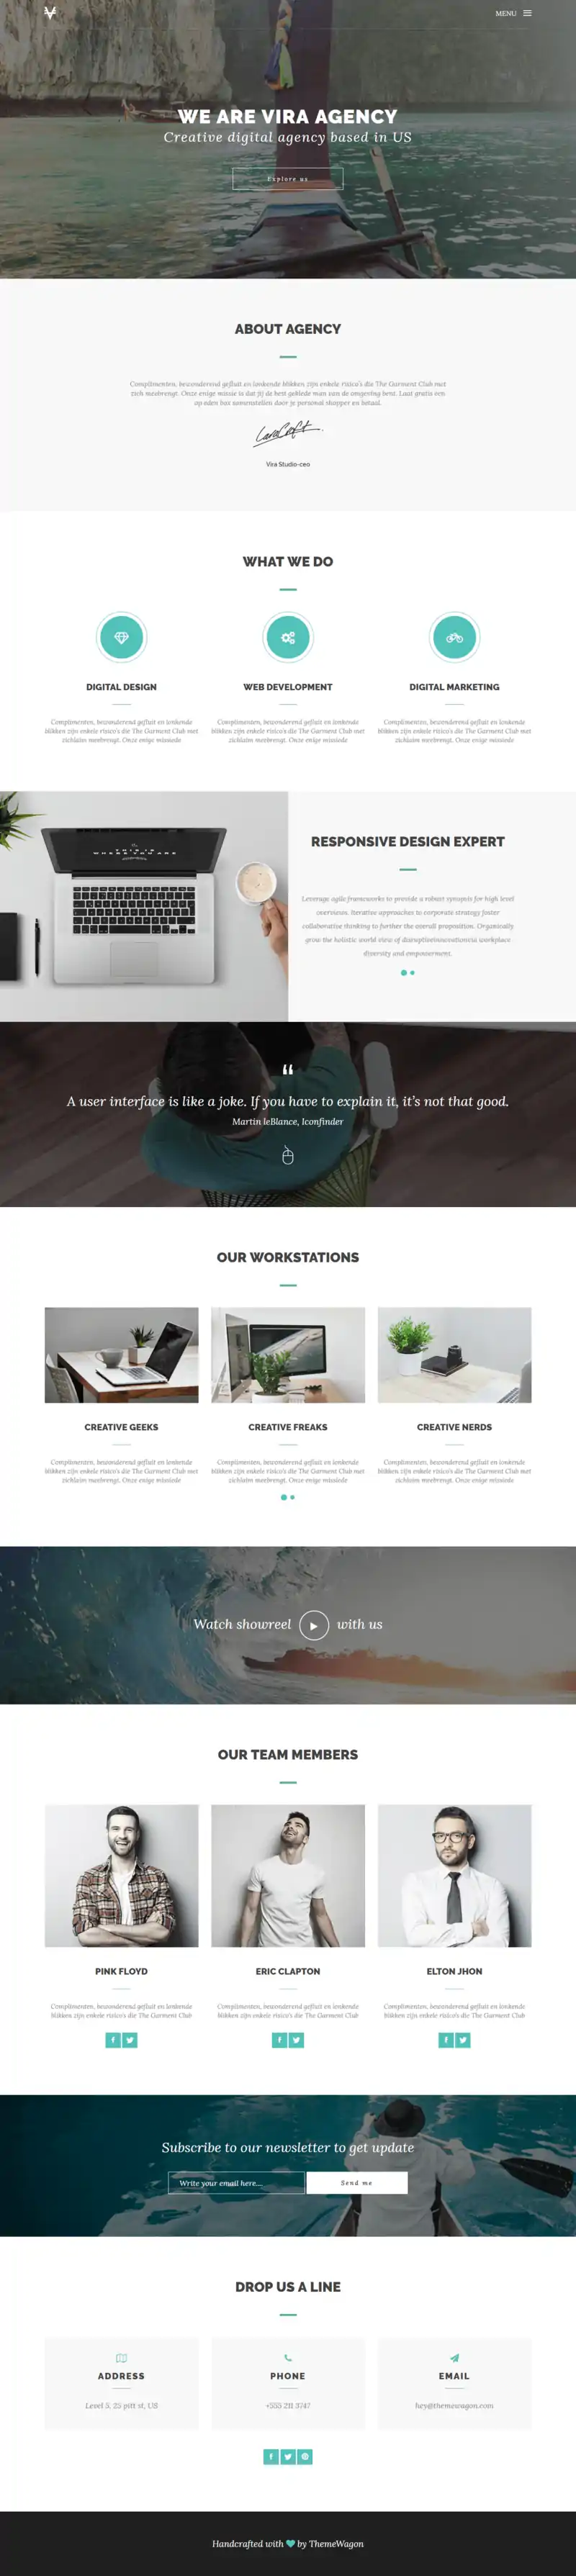 MENU
WE ARE VIRA AGENCY
Creative digital agency based in US
Explore us
ABOUT AGENCY
Complimenten, bewonderend gefluit en lonkende blikken zijn enkele risico's die The Garment Club met
zich meebrengt. Onze enige missie is dat jij de best geklede man de omgeving bent. Laat gratis een
op eden box samenstellen door je personal shopper en betaal.
Vira Studio-ceo
WHAT WE DO
DIGITAL DESIGN
WEB DEVELOPMENT
DIGITAL MARKETING
Complimenten, bewonderend gefluit en lonkende
blikken zijn enkele risico's die The Garment Club met
zichlaim meebrengt. Onze enige missiede
Complimenten, bewonderend gefluit en lonkende
blikken zijn enkele risico's die The Garment Club met
zichlaim meebrengt. Onze enige missiede
Complimenten, bewonderend gefluit en lonkende
blikken zijn enkele risico's die The Garment Club met
zichlaim meebrengt. Onze enige missiede
THIS IS
WHERE YOU ARE
RESPONSIVE DESIGN EXPERT
Leverage agile frameworks to provide a robust synopsis for high level
overviews. Iterative approaches to corporate strategy foster
collaborative thinking to further the overall proposition. Organically
grow the holistic world view of disruptive innovation via workplace
diversity and empowerment.
“
A user interface is like a joke. If you have to explain it, it's not that good.
Martin leBlance, Iconfinder
OUR WORKSTATIONS
CREATIVE GEEKS
CREATIVE FREAKS
CREATIVE NERDS
Complimenten, bewonderend gefluit en lonkende
blikken zijn enkele risico's die The Garment Club met
zichlaim meebrengt. Onze enige missiede
Complimenten, bewonderend gefluit en lonkende
blikken zijn enkele risico's die The Garment Club met
zichlaim meebrengt. Onze enige missiede
Complimenten, bewonderend gefluit en lonkende
blikken zijn enkele risico's die The Garment Club met
zichlaim meebrengt. Onze enige missiede
Watch showreel with us
OUR TEAM MEMBERS
PINK FLOYD
ERIC CLAPTON
ELTON JHON
Complimenten, bewonderend gefluit en lonkende
blikken zijn enkele risico's die The Garment Club
Complimenten, bewonderend gefluit en lonkende
blikken zijn enkele risico's die The Garment Club
Complimenten, bewonderend gefluit en lonkende
blikken zijn enkele risico's die The Garment Club
Subscribe to our newsletter to get update
Write your email here....
Send me
DROP US A LINE
ADDRESS
PHONE
EMAIL
Level 5, 25 pitt st, US
+555 211 3747
hey@themewagon.com
Handcrafted with by ThemeWagon